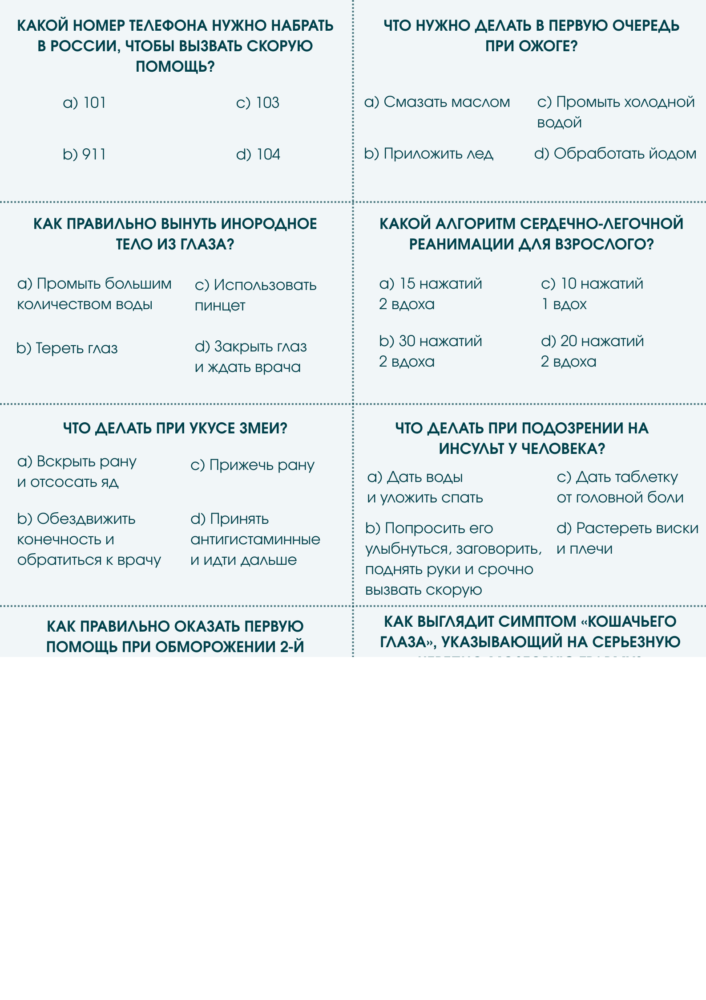 КАКОЙ НОМЕР ТЕЛЕФОНА НУЖНО НАБРАТЬ
В РОССИИ, ЧТОБЫ ВЫЗВАТЬ СКОРУЮ
ПОМОЩЬ?
a) 101
c) 103
b) 911
d) 104
ЧТО НУЖНО ДЕЛАТЬ В ПЕРВУЮ ОЧЕРЕДЬ
ПРИ ОЖОГЕ?
a) Смазать маслом
c) Промыть холодной
водой
b) Приложить лед
d) Обработать йодом
КАК ПРАВИЛЬНО ВЫНУТЬ ИНОРОДНОЕ
ТЕЛО ИЗ ГЛАЗА?
a) Промыть большим
количеством воды
c) Использовать
пинцет
b) Тереть глаз
d) Закрыть глаз
и ждать врача
КАКОЙ АЛГОРИТМ СЕРДЕЧНО-ЛЕГОЧНОЙ
РЕАНИМАЦИИ ДЛЯ ВЗРОСЛОГО?
a) 15 нажатий
2 вдоха
c) 10 нажатий
1 вдох
b) 30 нажатий
2 вдоха
d) 20 нажатий
2 вдоха
ЧТО ДЕЛАТЬ ПРИ УКУСЕ ЗМЕИ?
a) Вскрыть рану
и отсосать яд
c) Прижечь рану
b) Обездвижить
конечность и
обратиться к врачу
d) Принять
антигистаминные
и идти дальше
ЧТО ДЕЛАТЬ ПРИ ПОДОЗРЕНИИ НА
ИНСУЛЬТ У ЧЕЛОВЕКА?
a) Дать воды
и уложить спать
c) Дать таблетку
от головной боли
b) Попросить его
улыбнуться, заговорить,
поднять руки и срочно
вызвать скорую
d) Растереть виски
и плечи
КАК ПРАВИЛЬНО ОКАЗАТЬ ПЕРВУЮ
ПОМОЩЬ ПРИ ОБМОРОЖЕНИИ 2-Й
КАК ВЫГЛЯДИТ СИМПТОМ «КОШАЧЬЕГО
ГЛАЗА», УКАЗЫВАЮЩИЙ НА СЕРЬЕЗНУЮ